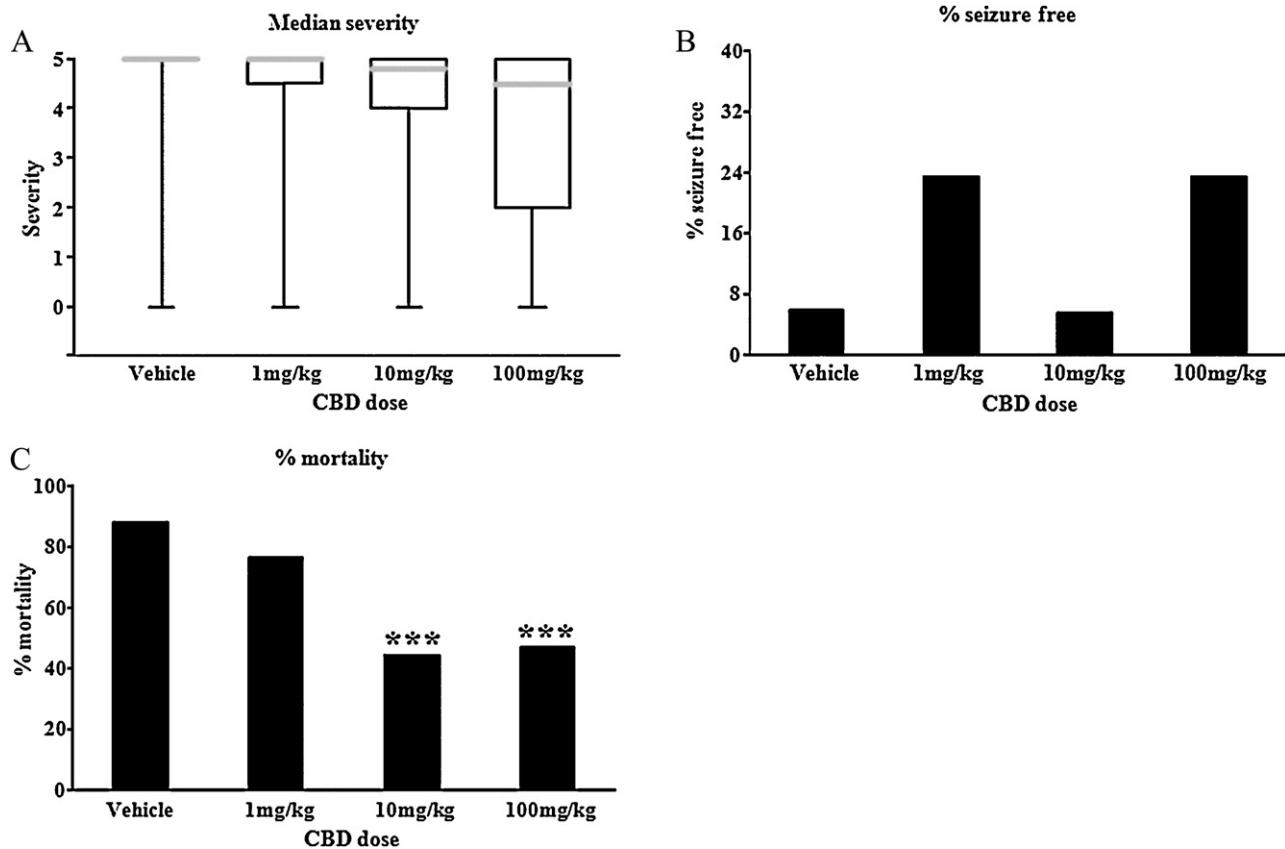 A
Median severity
Severity
5
4
3
2
1
0
Vehicle 1mg/kg 10mg/kg 100mg/kg
CBD dose
B
% seizure free
% seizure free
40
32
24
16
8
0
Vehicle 1mg/kg 10mg/kg 100mg/kg
CBD dose
C
% mortality
% mortality
100
80
60
40
20
0
*** ***
Vehicle 1mg/kg 10mg/kg 100mg/kg
CBD dose